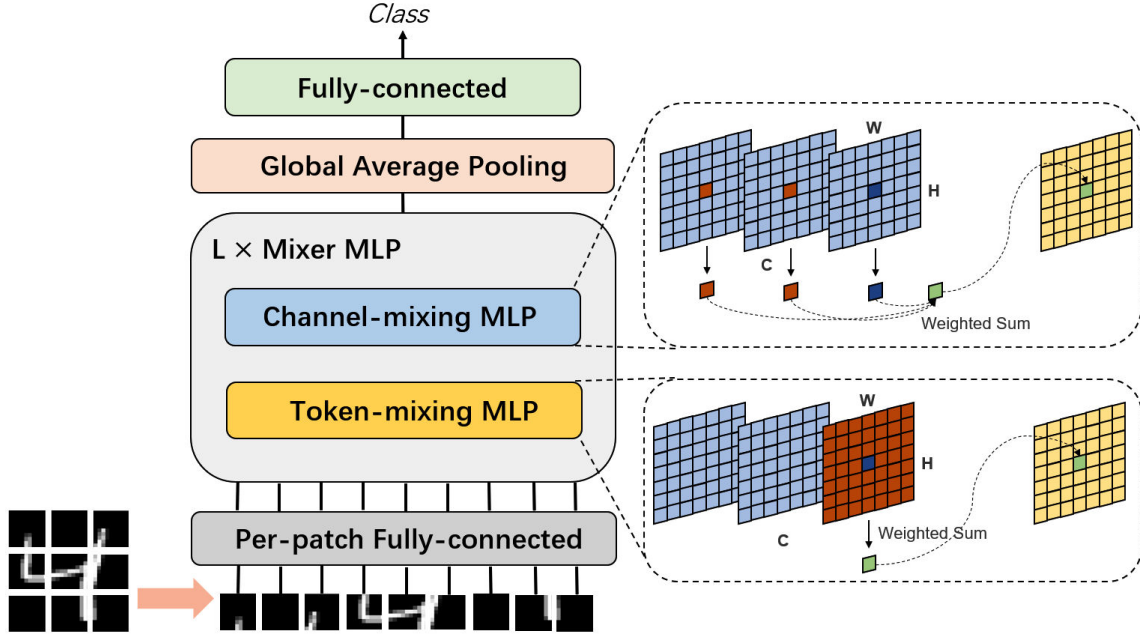 Class
Fully-connected
Global Average Pooling
L × Mixer MLP
Channel-mixing MLP
Token-mixing MLP
Per-patch Fully-connected
W
H
C
Weighted Sum
W
H
C
Weighted Sum